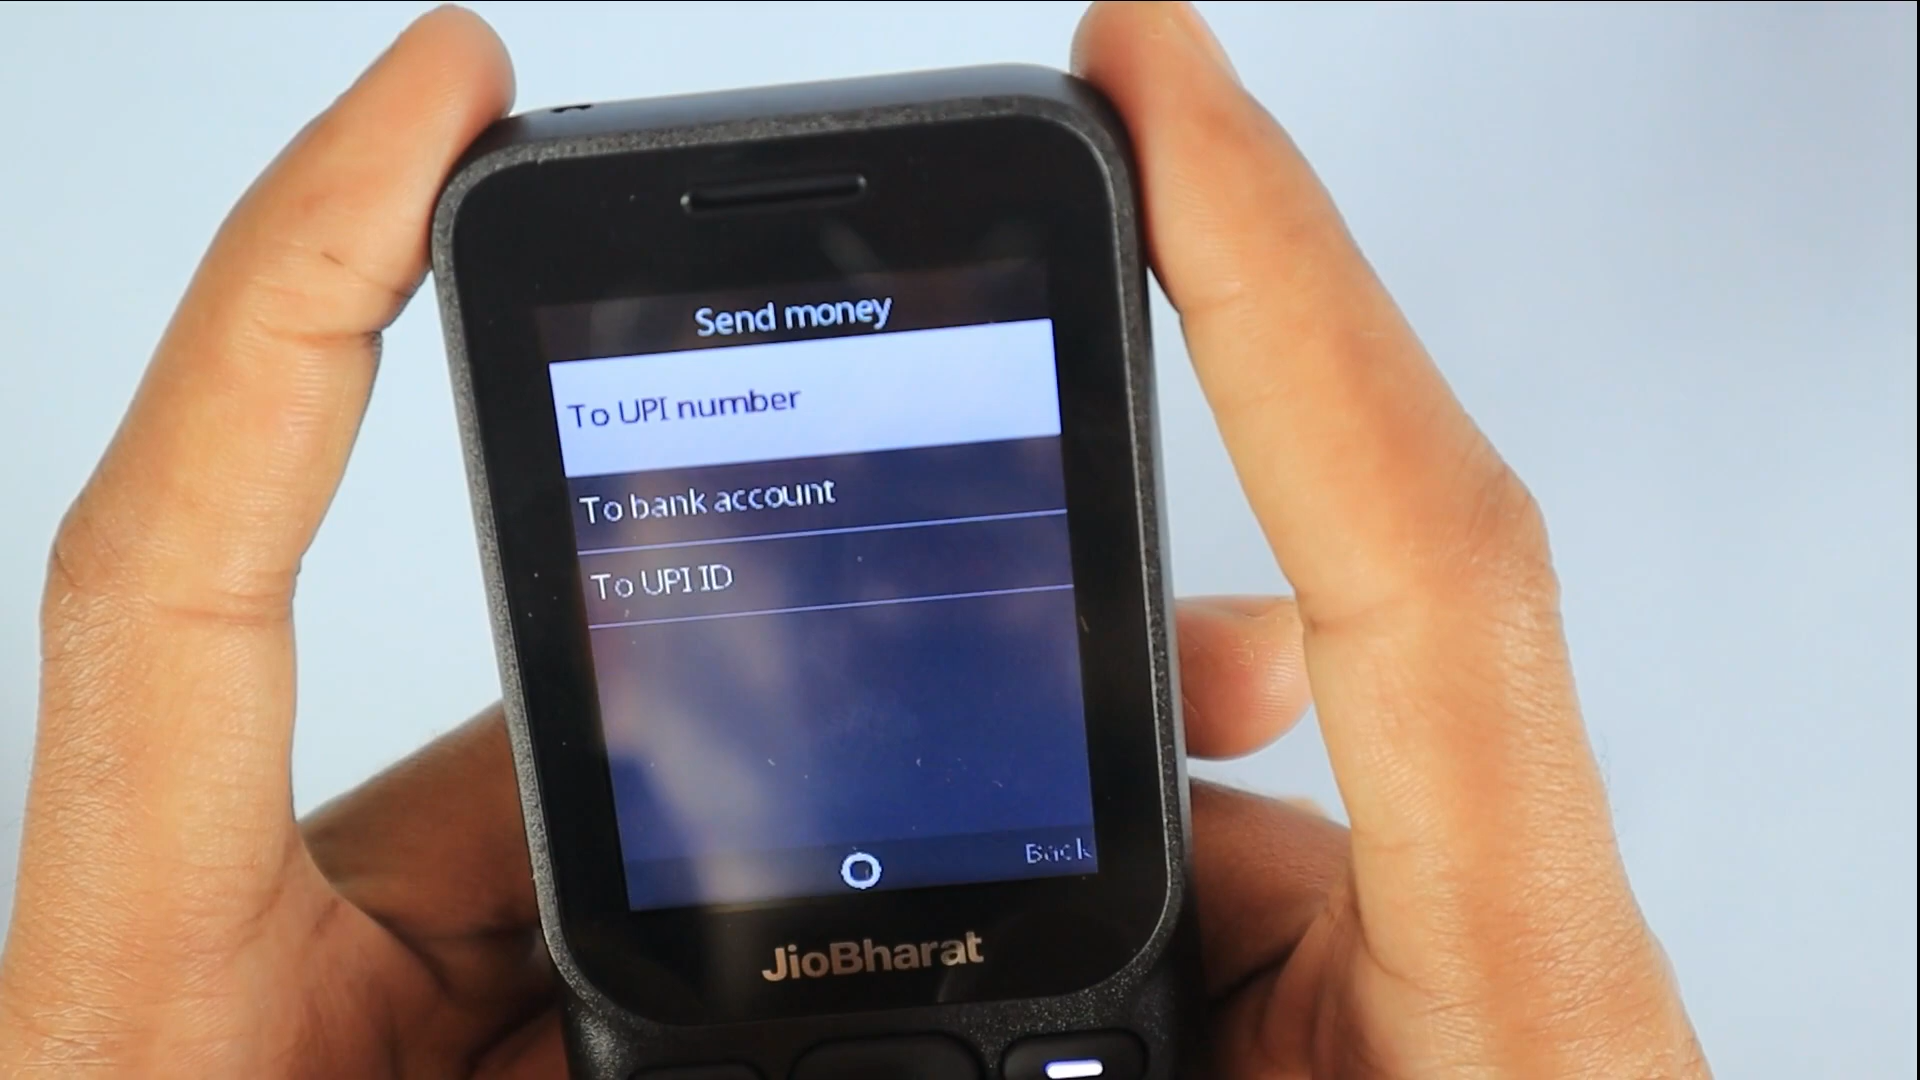 Send money
To UPI number
To bank account
To UPI ID
Back
JioBharat